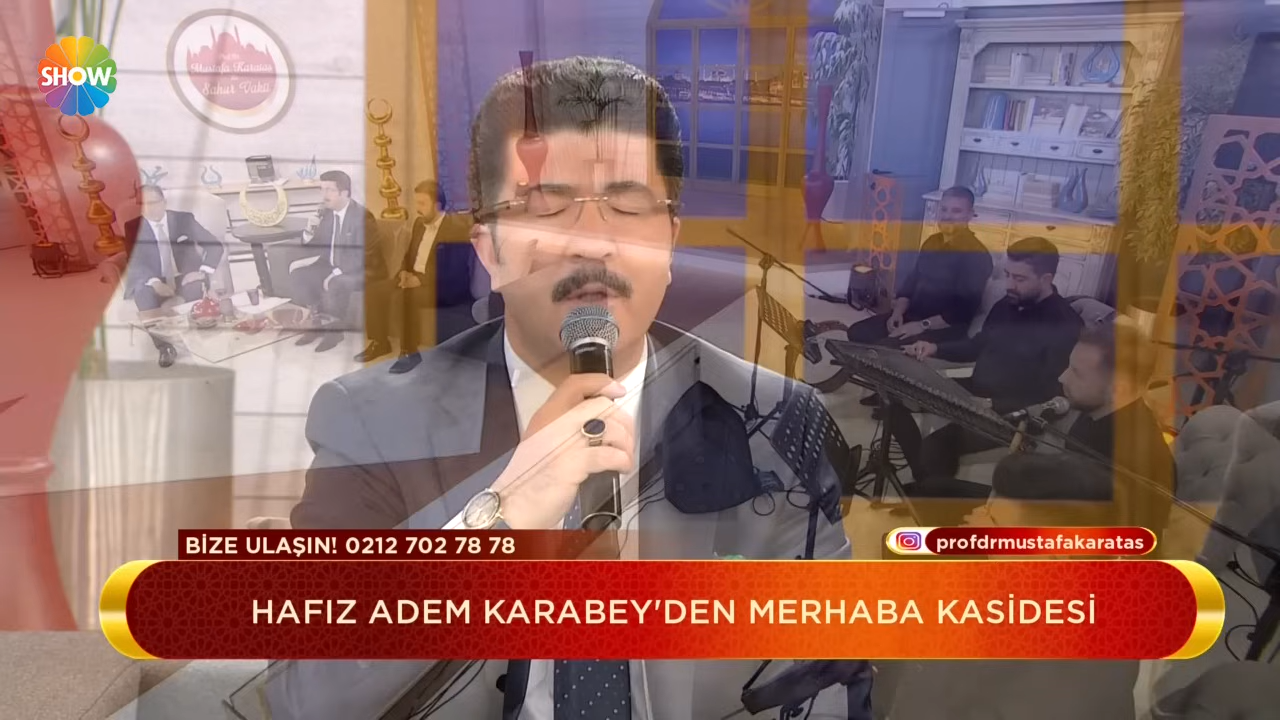 SHOW
Mustafa Karataş
Sahur Vakti
BİZE ULAŞIN! 0212 702 78 78
profdrmustafakaratas
HAFIZ ADEM KARABEY'DEN MERHABA KASİDESİ